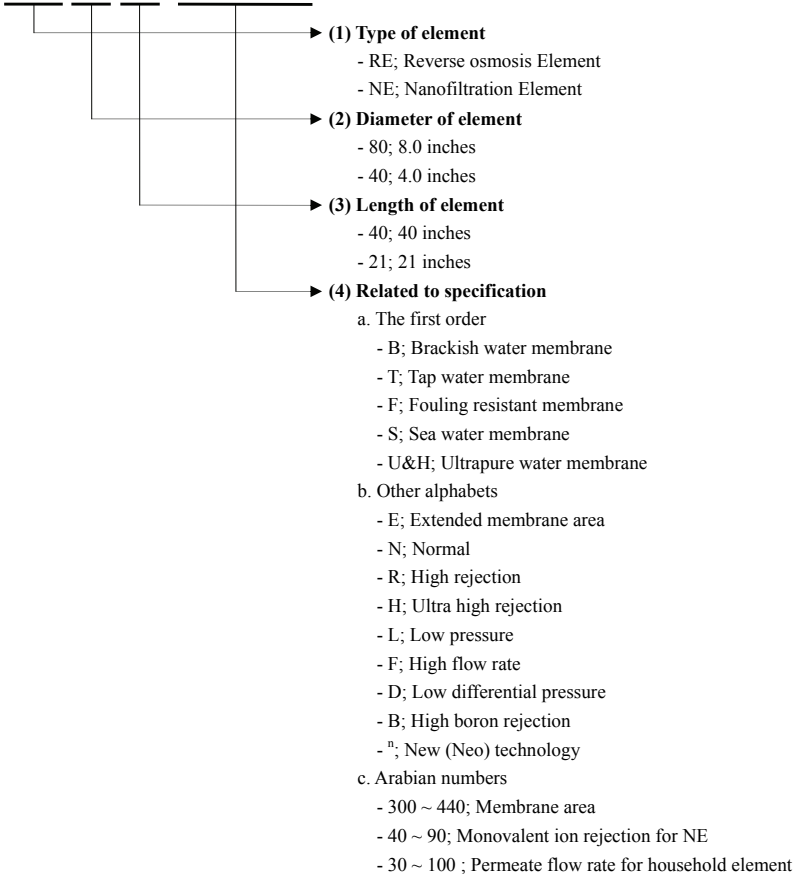 (1) Type of element
- RE; Reverse osmosis Element
- NE; Nanofiltration Element
(2) Diameter of element
- 80; 8.0 inches
- 40; 4.0 inches
(3) Length of element
- 40; 40 inches
- 21; 21 inches
(4) Related to specification
a. The first order
- B; Brackish water membrane
- T; Tap water membrane
- F; Fouling resistant membrane
- S; Sea water membrane
- U&H; Ultrapure water membrane
b. Other alphabets
- E; Extended membrane area
- N; Normal
- R; High rejection
- H; Ultra high rejection
- L; Low pressure
- F; High flow rate
- D; Low differential pressure
- B; High boron rejection
- ⁿ; New (Neo) technology
c. Arabian numbers
- 300 ~ 440; Membrane area
- 40 ~ 90; Monovalent ion rejection for NE
- 30 ~ 100 ; Permeate flow rate for household element